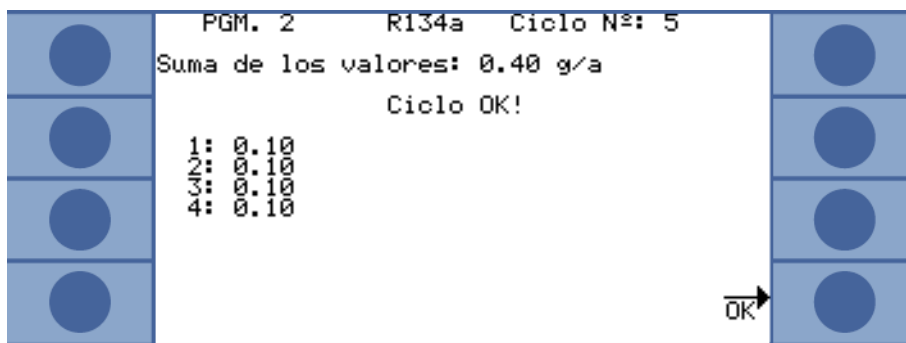 PGM. 2 R134a Ciclo Nº: 5
Suma de los valores: 0.40 g/a
Ciclo OK!
1: 0.10
2: 0.10
3: 0.10
4: 0.10
OK